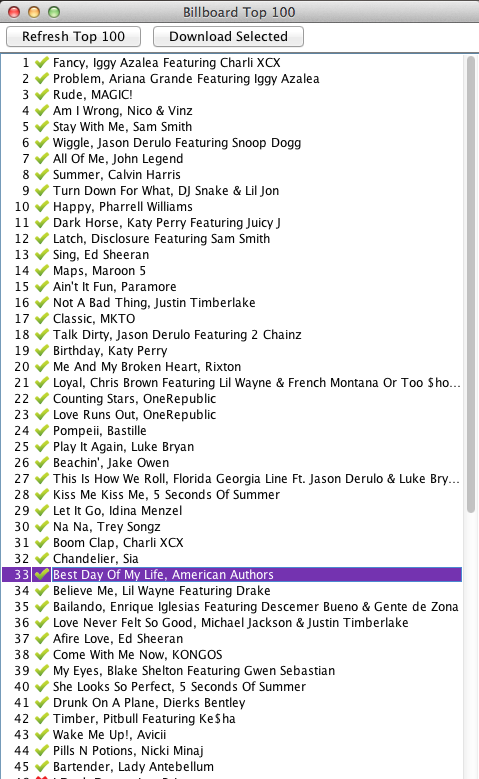 Billboard Top 100
Refresh Top 100 Download Selected
1 Fancy, Iggy Azalea Featuring Charli XCX
2 Problem, Ariana Grande Featuring Iggy Azalea
3 Rude, MAGIC!
4 Am I Wrong, Nico & Vinz
5 Stay With Me, Sam Smith
6 Wiggle, Jason Derulo Featuring Snoop Dogg
7 All Of Me, John Legend
8 Summer, Calvin Harris
9 Turn Down For What, DJ Snake & Lil Jon
10 Happy, Pharrell Williams
11 Dark Horse, Katy Perry Featuring Juicy J
12 Latch, Disclosure Featuring Sam Smith
13 Sing, Ed Sheeran
14 Maps, Maroon 5
15 Ain't It Fun, Paramore
16 Not A Bad Thing, Justin Timberlake
17 Classic, MKTO
18 Talk Dirty, Jason Derulo Featuring 2 Chainz
19 Birthday, Katy Perry
20 Me And My Broken Heart, Rixton
21 Loyal, Chris Brown Featuring Lil Wayne & French Montana Or Too $ho...
22 Counting Stars, OneRepublic
23 Love Runs Out, OneRepublic
24 Pompeii, Bastille
25 Play It Again, Luke Bryan
26 Beachin', Jake Owen
27 This Is How We Roll, Florida Georgia Line Ft. Jason Derulo & Luke Bry...
28 Kiss Me Kiss Me, 5 Seconds Of Summer
29 Let It Go, Idina Menzel
30 Na Na, Trey Songz
31 Boom Clap, Charli XCX
32 Chandelier, Sia
33 Best Day Of My Life, American Authors
34 Believe Me, Lil Wayne Featuring Drake
35 Bailando, Enrique Iglesias Featuring Descemer Bueno & Gente de Zona
36 Love Never Felt So Good, Michael Jackson & Justin Timberlake
37 Afire Love, Ed Sheeran
38 Come With Me Now, KONGOS
39 My Eyes, Blake Shelton Featuring Gwen Sebastian
40 She Looks So Perfect, 5 Seconds Of Summer
41 Drunk On A Plane, Dierks Bentley
42 Timber, Pitbull Featuring Ke$ha
43 Wake Me Up!, Avicii
44 Pills N Potions, Nicki Minaj
45 Bartender, Lady Antebellum